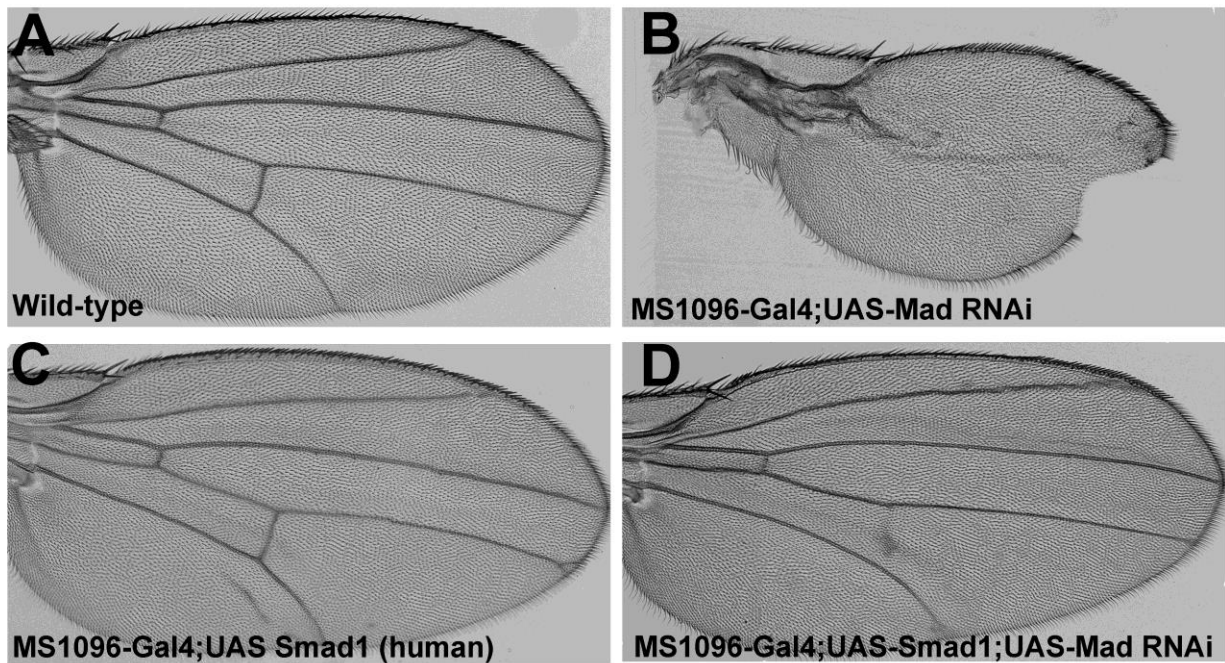 A
Wild-type
B
MS1096-Gal4;UAS-Mad RNAi
C
MS1096-Gal4;UAS Smad1 (human)
D
MS1096-Gal4;UAS-Smad1;UAS-Mad RNAi